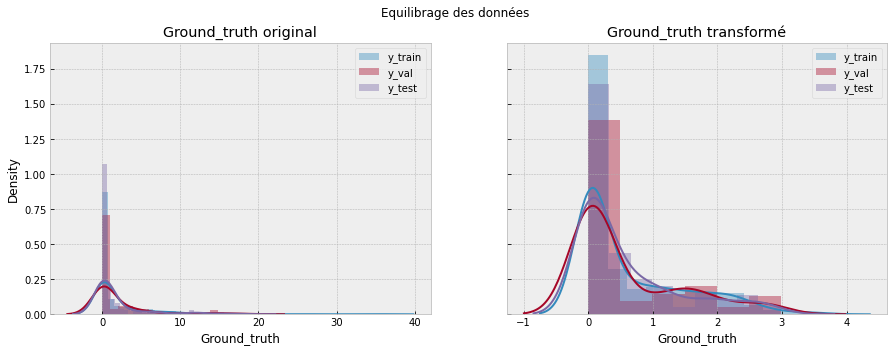 Equilibrage des données
Ground_truth original
Ground_truth transformé
Density
1.75
1.50
1.25
1.00
0.75
0.50
0.25
0.00
y_train
y_val
y_test
y_train
y_val
y_test
0 10 20 30 40
-1 0 1 2 3 4
Ground_truth
Ground_truth